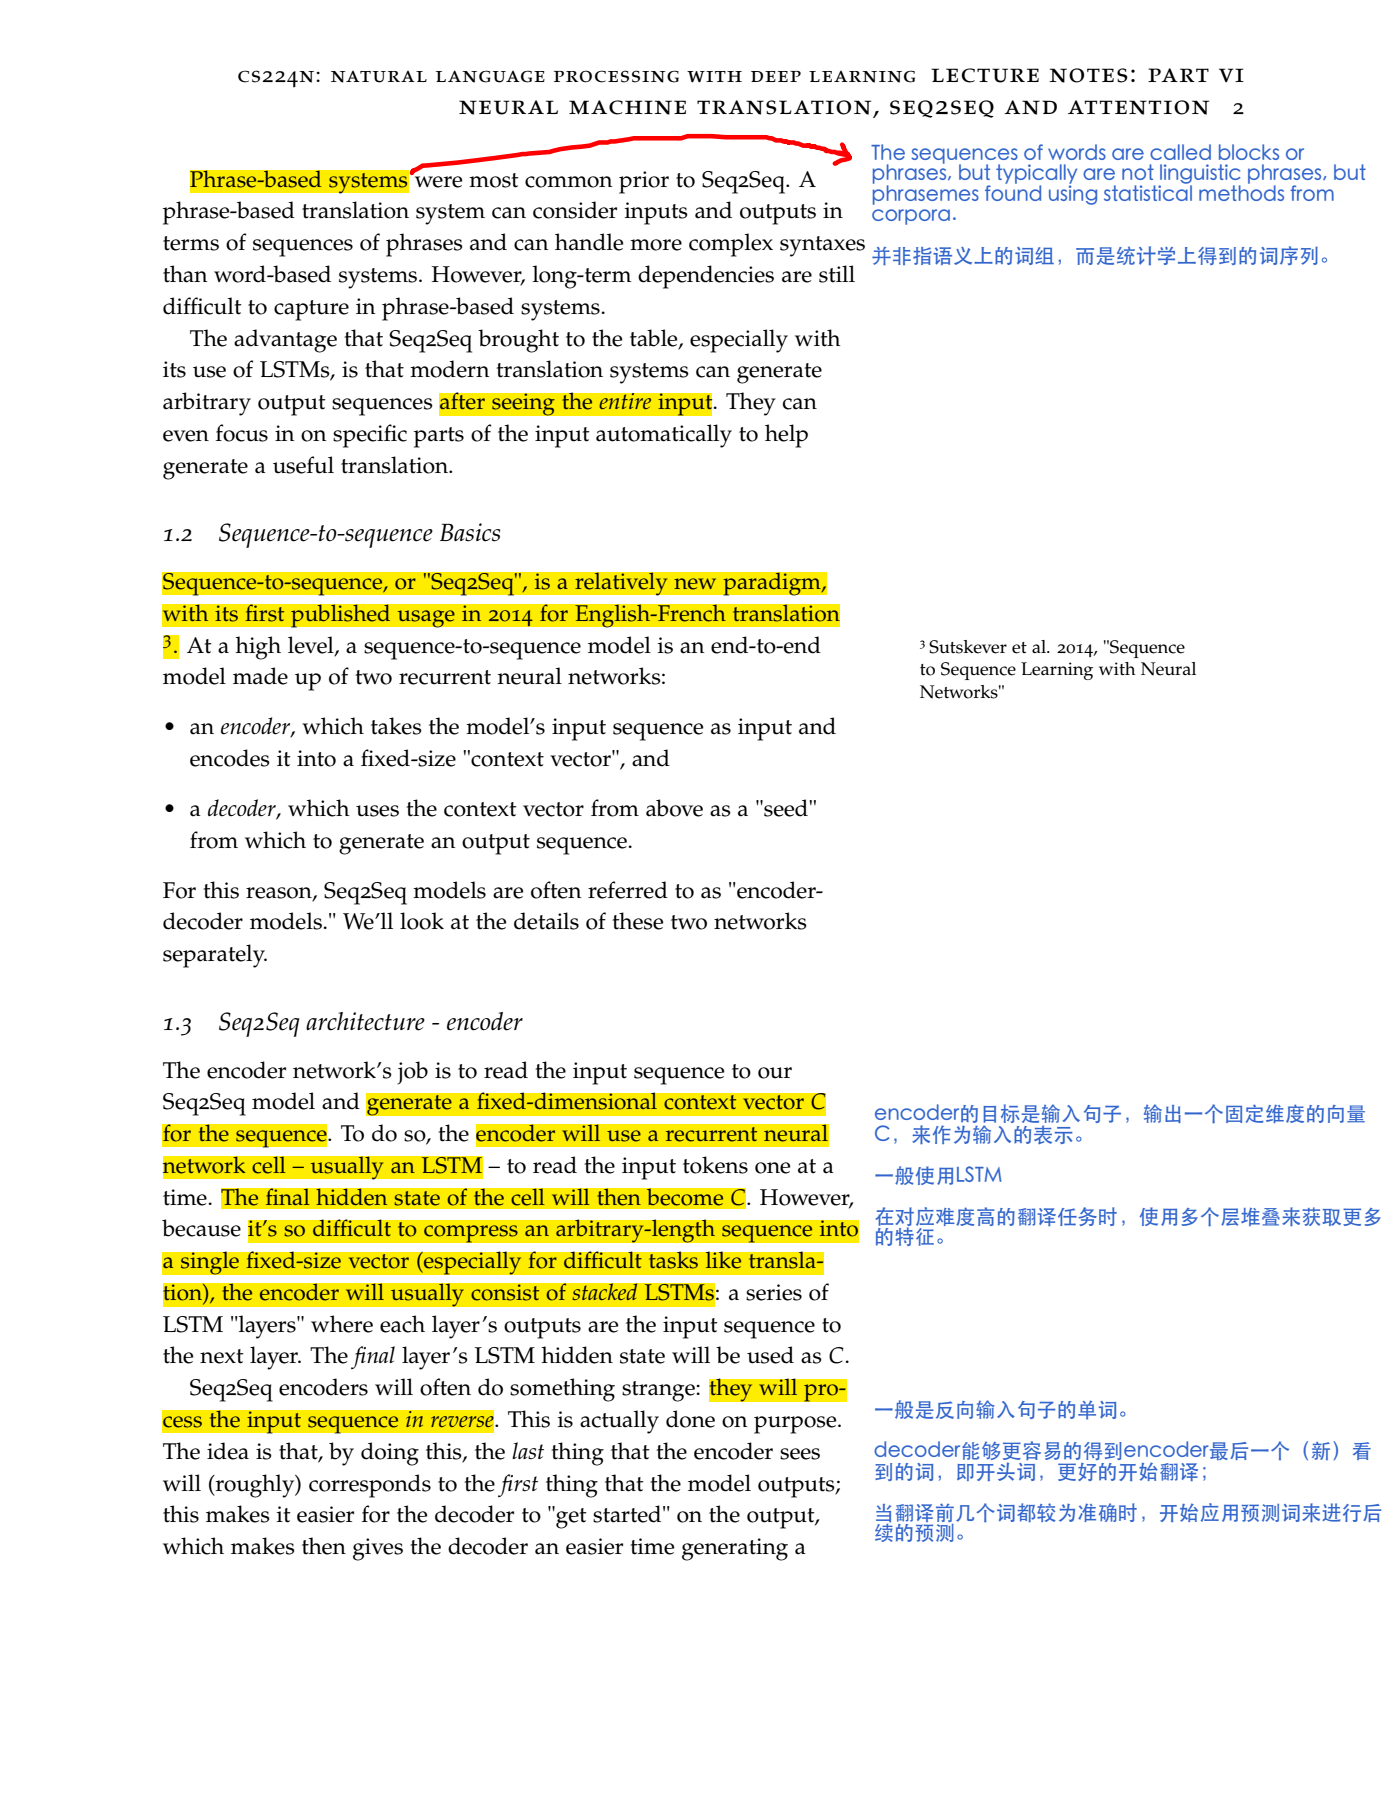 CS224N: NATURAL LANGUAGE PROCESSING WITH DEEP LEARNING LECTURE NOTES: PART VI
NEURAL MACHINE TRANSLATION, SEQ2SEQ AND ATTENTION 2
Phrase-based systems were most common prior to Seq2Seq. A
phrase-based translation system can consider inputs and outputs in
terms of sequences of phrases and can handle more complex syntaxes
than word-based systems. However, long-term dependencies are still
difficult to capture in phrase-based systems.
The sequences of words are called blocks or
phrases, but typically are not linguistic phrases, but
phrasemes found using statistical methods from
corpora.
并非指语义上的词组，而是统计学上得到的词序列。
The advantage that Seq2Seq brought to the table, especially with
its use of LSTMs, is that modern translation systems can generate
arbitrary output sequences after seeing the entire input. They can
even focus in on specific parts of the input automatically to help
generate a useful translation.
1.2 Sequence-to-sequence Basics
Sequence-to-sequence, or "Seq2Seq", is a relatively new paradigm,
with its first published usage in 2014 for English-French translation
3. At a high level, a sequence-to-sequence model is an end-to-end
model made up of two recurrent neural networks:
3 Sutskever et al. 2014, "Sequence
to Sequence Learning with Neural
Networks"
• an encoder, which takes the model's input sequence as input and
encodes it into a fixed-size "context vector", and
• a decoder, which uses the context vector from above as a "seed"
from which to generate an output sequence.
For this reason, Seq2Seq models are often referred to as "encoder-
decoder models." We'll look at the details of these two networks
separately.
1.3 Seq2Seq architecture - encoder
The encoder network's job is to read the input sequence to our
Seq2Seq model and generate a fixed-dimensional context vector C
for the sequence. To do so, the encoder will use a recurrent neural
network cell – usually an LSTM – to read the input tokens one at a
time. The final hidden state of the cell will then become C. However,
because it's so difficult to compress an arbitrary-length sequence into
a single fixed-size vector (especially for difficult tasks like transla-
tion), the encoder will usually consist of stacked LSTMs: a series of
LSTM "layers" where each layer's outputs are the input sequence to
the next layer. The final layer's LSTM hidden state will be used as C.
encoder的目标是输入句子，输出一个固定维度的向量
C，来作为输入的表示。
一般使用LSTM
在对应难度高的翻译任务时，使用多个层堆叠来获取更多
的特征。
Seq2Seq encoders will often do something strange: they will pro-
cess the input sequence in reverse. This is actually done on purpose.
The idea is that, by doing this, the last thing that the encoder sees
will (roughly) corresponds to the first thing that the model outputs;
this makes it easier for the decoder to "get started" on the output,
which makes then gives the decoder an easier time generating a
一般是反向输入句子的单词。
decoder能够更容易的得到encoder最后一个（新）看
到的词，即开头词，更好的开始翻译；
当翻译前几个词都较为准确时，开始应用预测词来进行后
续的预测。